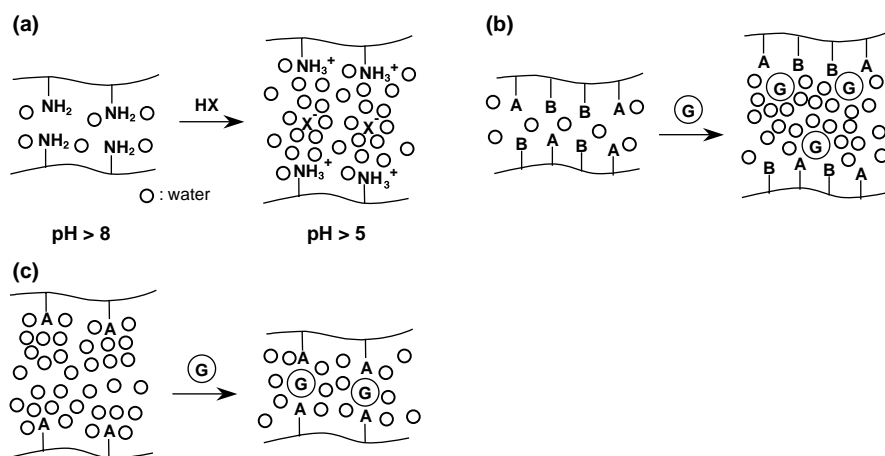 (a)
NH₂ NH₂
NH₂ NH₂
HX
NH₃⁺ NH₃⁺
X⁻ X⁻
NH₃⁺ NH₃⁺
: water
pH > 8
pH > 5
(b)
A B B A
B A B A
G
A B B A
G G
G
B A B A
(c)
A A
A A
G
A A
G G
A A